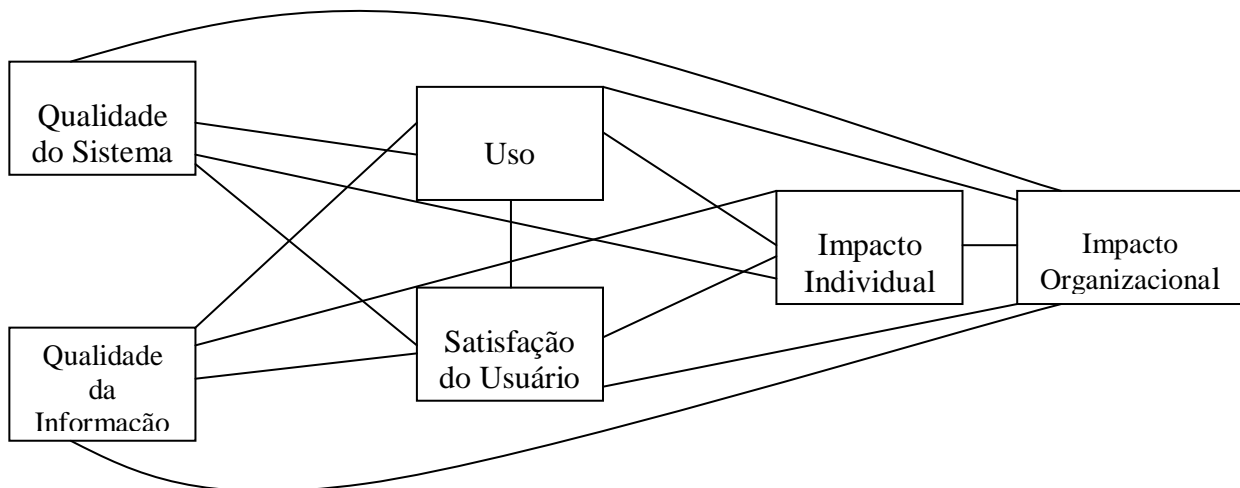 Qualidade
do Sistema
Uso
Impacto
Individual
Impacto
Organizacional
Qualidade
da
Informação
Satisfação
do Usuário